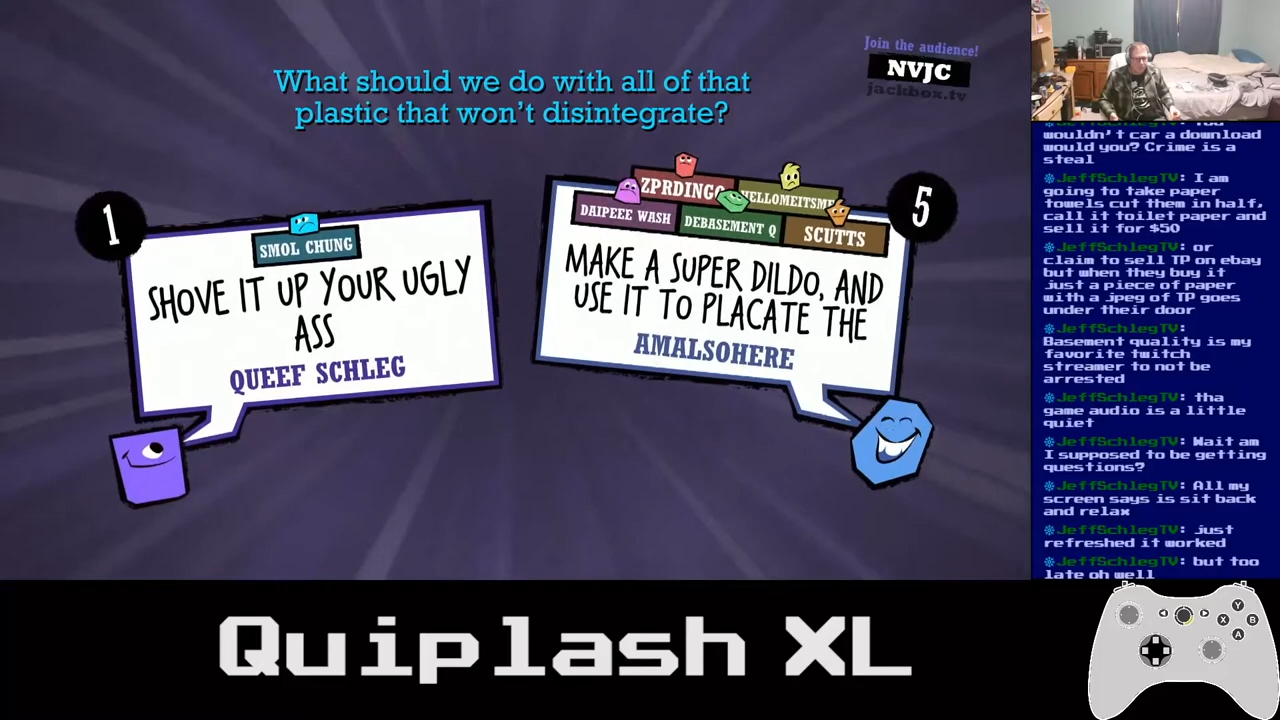 Join the audience!
NVJC
jackbox.tv
What should we do with all of that
plastic that won't disintegrate?
1
SMOL CHUNG
SHOVE IT UP YOUR UGLY
ASS
QUEEF SCHLEG
ZPRDINGO
HELLOMEITSME
DAIPEEE WASH
DEBASEMENT Q
SCUTTS
5
MAKE A SUPER DILDO, AND
USE IT TO PLACATE THE
AMALSOHERE
JeffSchlegTV: You
wouldn't car a download
would you? Crime is a
steal
JeffSchlegTV: I am
going to take paper
towels cut them in half,
call it toilet paper and
sell it for $50
JeffSchlegTV: or
claim to sell TP on ebay
but when they buy it
just a piece of paper
with a jpeg of TP goes
under their door
JeffSchlegTV:
Basement quality is my
favorite twitch
streamer to not be
arrested
JeffSchlegTV: tha
game audio is a little
quiet
JeffSchlegTV: Wait am
I supposed to be getting
questions?
JeffSchlegTV: All my
screen says is sit back
and relax
JeffSchlegTV: just
refreshed it worked
JeffSchlegTV: but too
late oh well
Quiplash XL
Y
X
B
A